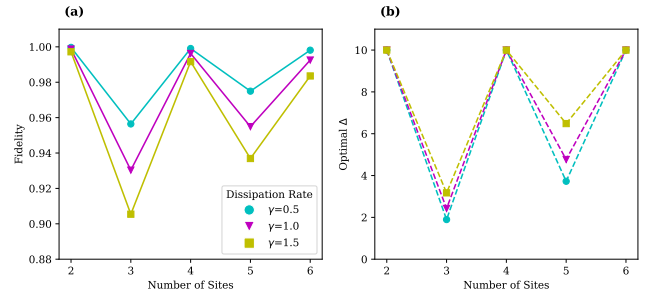 (a)
Fidelity
1.00
0.98
0.96
0.94
0.92
0.90
0.88
2 3 4 5 6
Number of Sites
Dissipation Rate
γ=0.5
γ=1.0
γ=1.5
(b)
Optimal Δ
10
8
6
4
2
0
2 3 4 5 6
Number of Sites